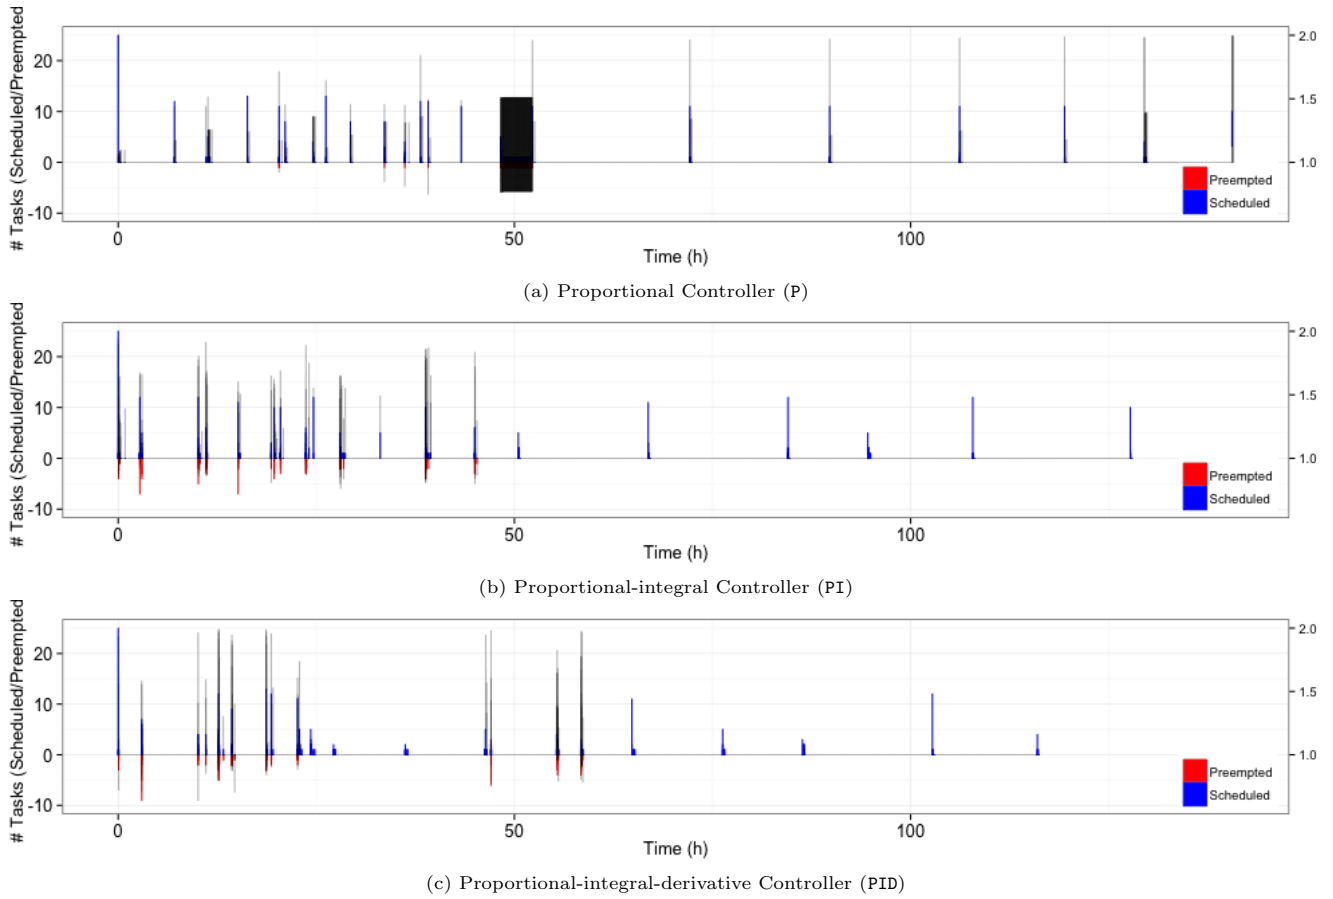 # Tasks (Scheduled/Preempted
20
10
0
-10
2.0
1.5
1.0
Preempted
Scheduled
0
50
100
Time (h)
(a) Proportional Controller (P)
# Tasks (Scheduled/Preempted
20
10
0
-10
2.0
1.5
1.0
Preempted
Scheduled
0
50
100
Time (h)
(b) Proportional-integral Controller (PI)
# Tasks (Scheduled/Preempted
20
10
0
-10
2.0
1.5
1.0
Preempted
Scheduled
0
50
100
Time (h)
(c) Proportional-integral-derivative Controller (PID)